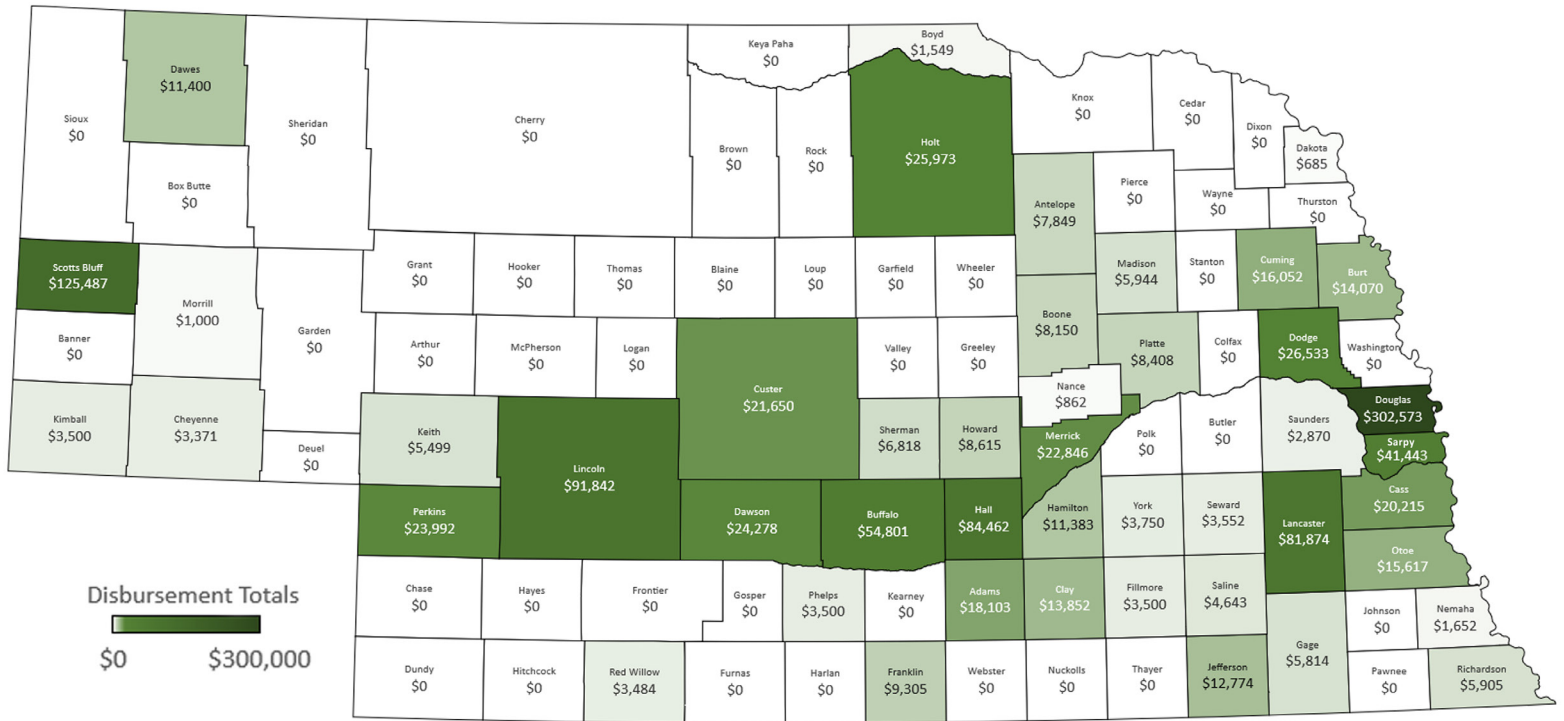 Sioux
$0
Dawes
$11,400
Box Butte
$0
Sheridan
$0
Cherry
$0
Keya Paha
$0
Boyd
$1,549
Brown
$0
Rock
$0
Holt
$25,973
Knox
$0
Cedar
$0
Dixon
$0
Dakota
$685
Antelope
$7,849
Pierce
$0
Wayne
$0
Thurston
$0
Scotts Bluff
$125,487
Morrill
$1,000
Banner
$0
Kimball
$3,500
Cheyenne
$3,371
Garden
$0
Deuel
$0
Grant
$0
Hooker
$0
Thomas
$0
Blaine
$0
Loup
$0
Garfield
$0
Wheeler
$0
Madison
$5,944
Stanton
$0
Cuming
$16,052
Burt
$14,070
Arthur
$0
McPherson
$0
Logan
$0
Custer
$21,650
Valley
$0
Greeley
$0
Boone
$8,150
Platte
$8,408
Colfax
$0
Dodge
$26,533
Washington
$0
Nance
$862
Keith
$5,499
Lincoln
$91,842
Sherman
$6,818
Howard
$8,615
Merrick
$22,846
Polk
$0
Butler
$0
Saunders
$2,870
Douglas
$302,573
Sarpy
$41,443
Perkins
$23,992
Dawson
$24,278
Buffalo
$54,801
Hall
$84,462
Hamilton
$11,383
York
$3,750
Seward
$3,552
Lancaster
$81,874
Cass
$20,215
Otoe
$15,617
Chase
$0
Hayes
$0
Frontier
$0
Gosper
$0
Phelps
$3,500
Kearney
$0
Adams
$18,103
Clay
$13,852
Fillmore
$3,500
Saline
$4,643
Gage
$5,814
Johnson
$0
Nemaha
$1,652
Dundy
$0
Hitchcock
$0
Red Willow
$3,484
Furnas
$0
Harlan
$0
Franklin
$9,305
Webster
$0
Nuckolls
$0
Thayer
$0
Jefferson
$12,774
Pawnee
$0
Richardson
$5,905
Disbursement Totals
$0 $300,000